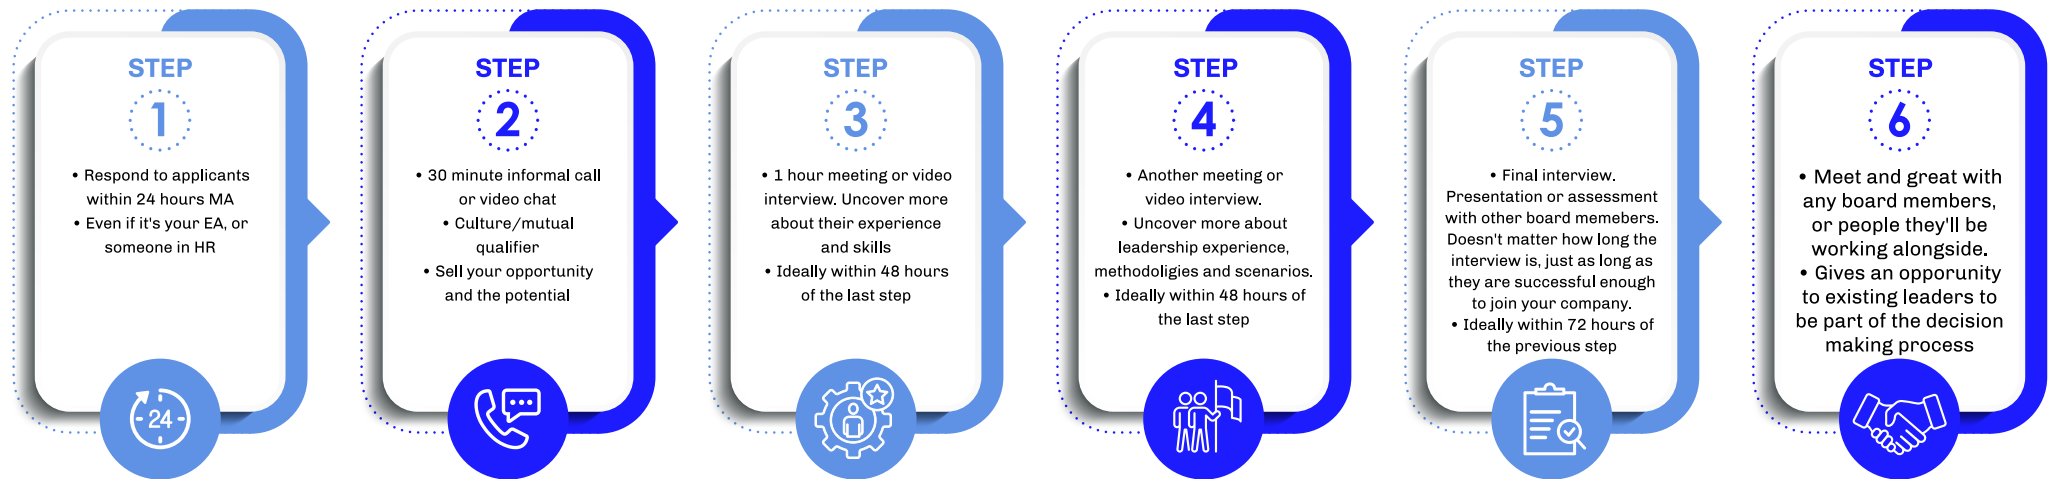 STEP
1
• Respond to applicants
within 24 hours MA
• Even if it's your EA, or
someone in HR
24
STEP
2
• 30 minute informal call
or video chat
• Culture/mutual
qualifier
• Sell your opportunity
and the potential
STEP
3
• 1 hour meeting or video
interview. Uncover more
about their experience
and skills
• Ideally within 48 hours
of the last step
STEP
4
• Another meeting or
video interview.
• Uncover more about
leadership experience,
methodoligies and scenarios.
• Ideally within 48 hours of
the last step
STEP
5
• Final interview.
Presentation or assessment
with other board memebers.
Doesn't matter how long the
interview is, just as long as
they are successful enough
to join your company.
• Ideally within 72 hours of
the previous step
STEP
6
• Meet and great with
any board members,
or people they'll be
working alongside.
• Gives an opporunity
to existing leaders to
be part of the decision
making process